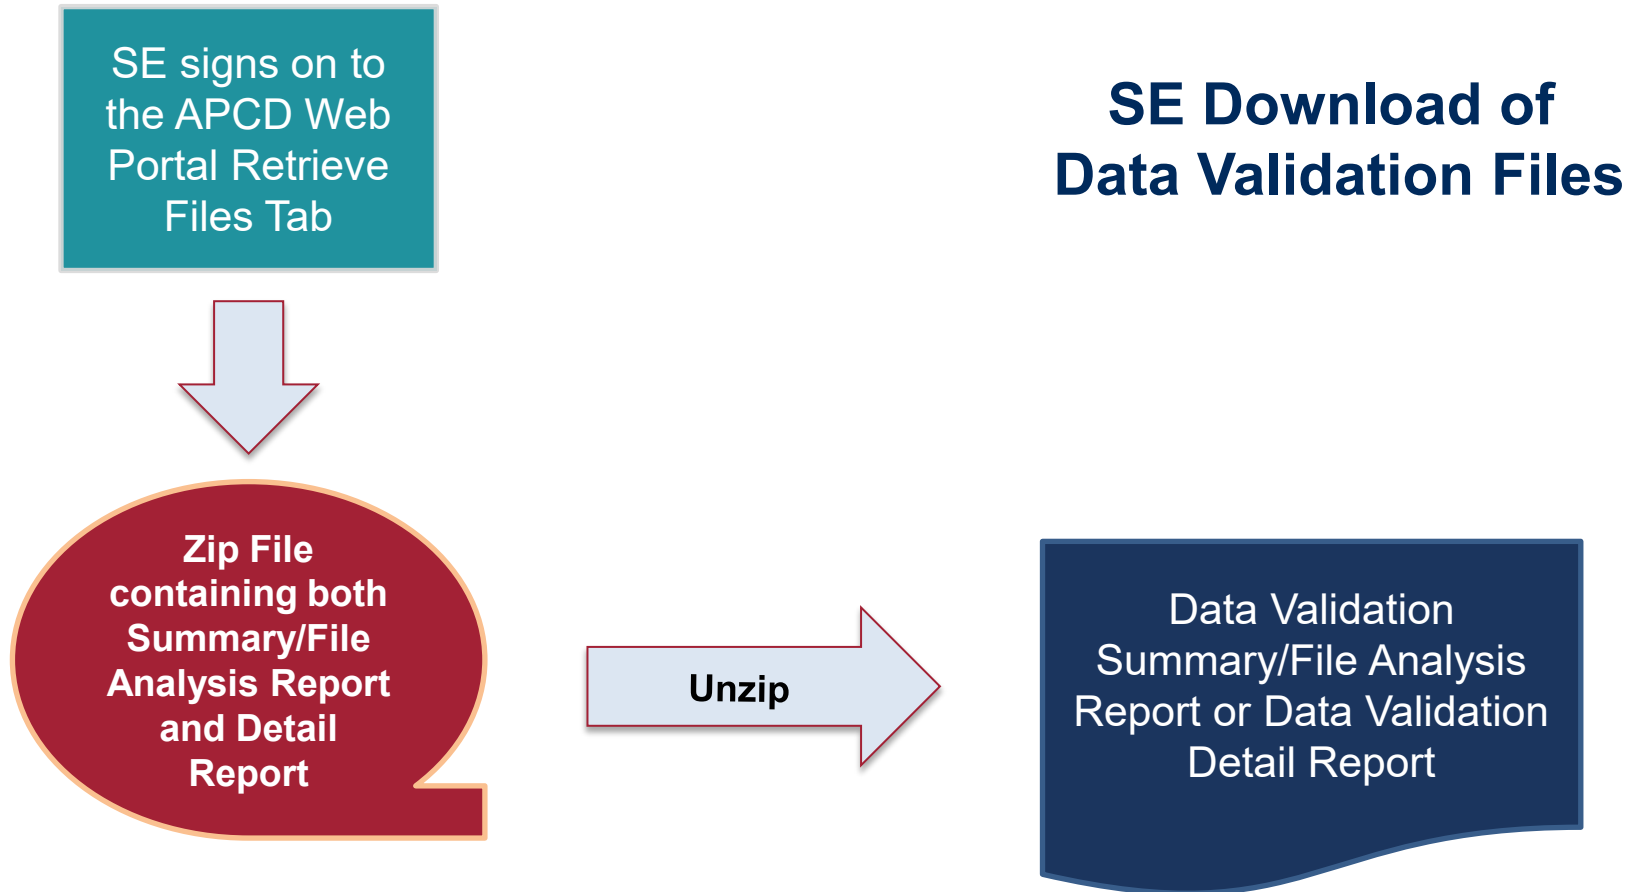 SE signs on to
the APCD Web
Portal Retrieve
Files Tab
SE Download of
Data Validation Files
Zip File
containing both
Summary/File
Analysis Report
and Detail
Report
Unzip
Data Validation
Summary/File Analysis
Report or Data Validation
Detail Report